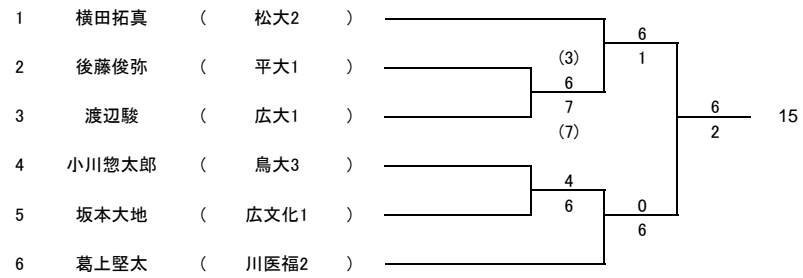 1 横田拓真 ( 松大2 )
6
(3) 1
2 後藤俊弥 ( 平大1 )
6
7 6
3 渡辺駿 ( 広大1 ) 15
(7) 2
4 小川惣太郎 ( 鳥大3 )
4
6 0
5 坂本大地 ( 広文化1 )
6
6 葛上堅太 ( 川医福2 )